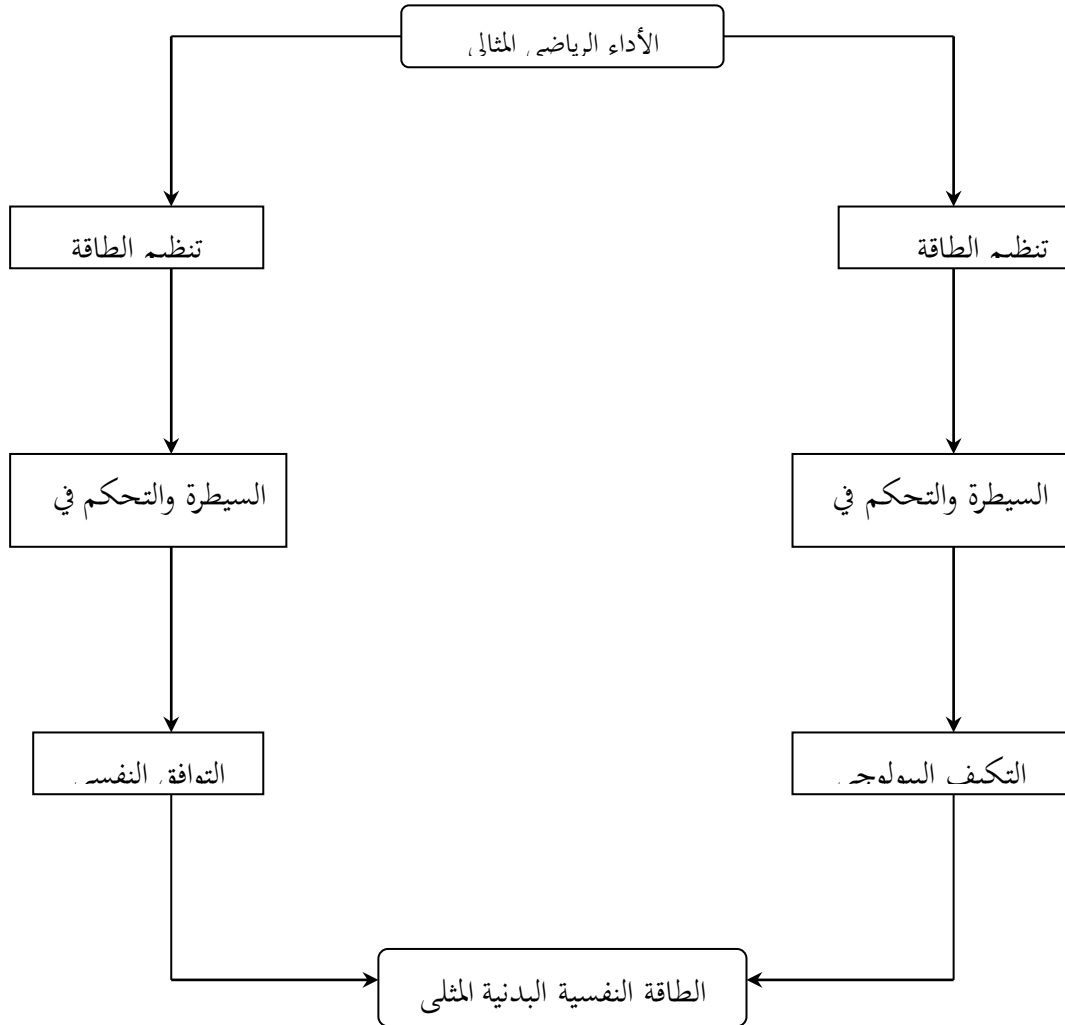 الأداء الرياضي المثالي
تنظيم الطاقة
تنظيم الطاقة
السيطرة والتحكم في
السيطرة والتحكم في
التكيف البيولوجي
التوافق النفسي
الطاقة النفسية البدنية المثلى